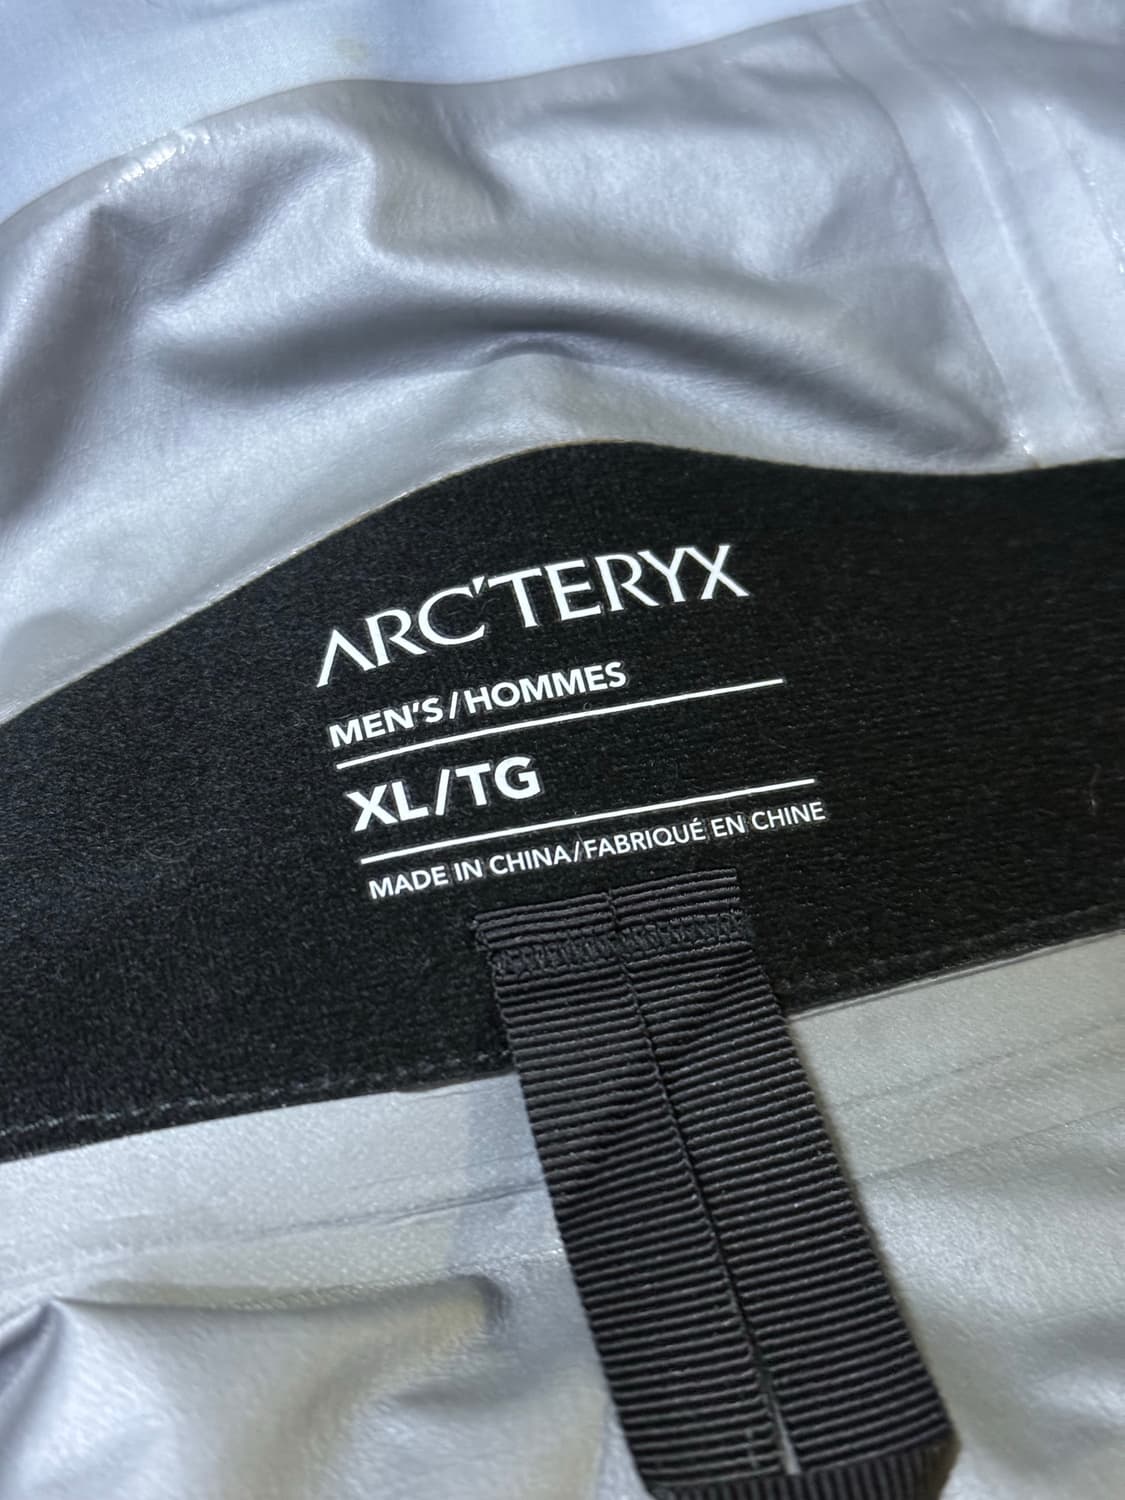 ARC'TERYX
MEN'S/HOMMES
XL/TG
MADE IN CHINA/FABRIQUÉ EN CHINE